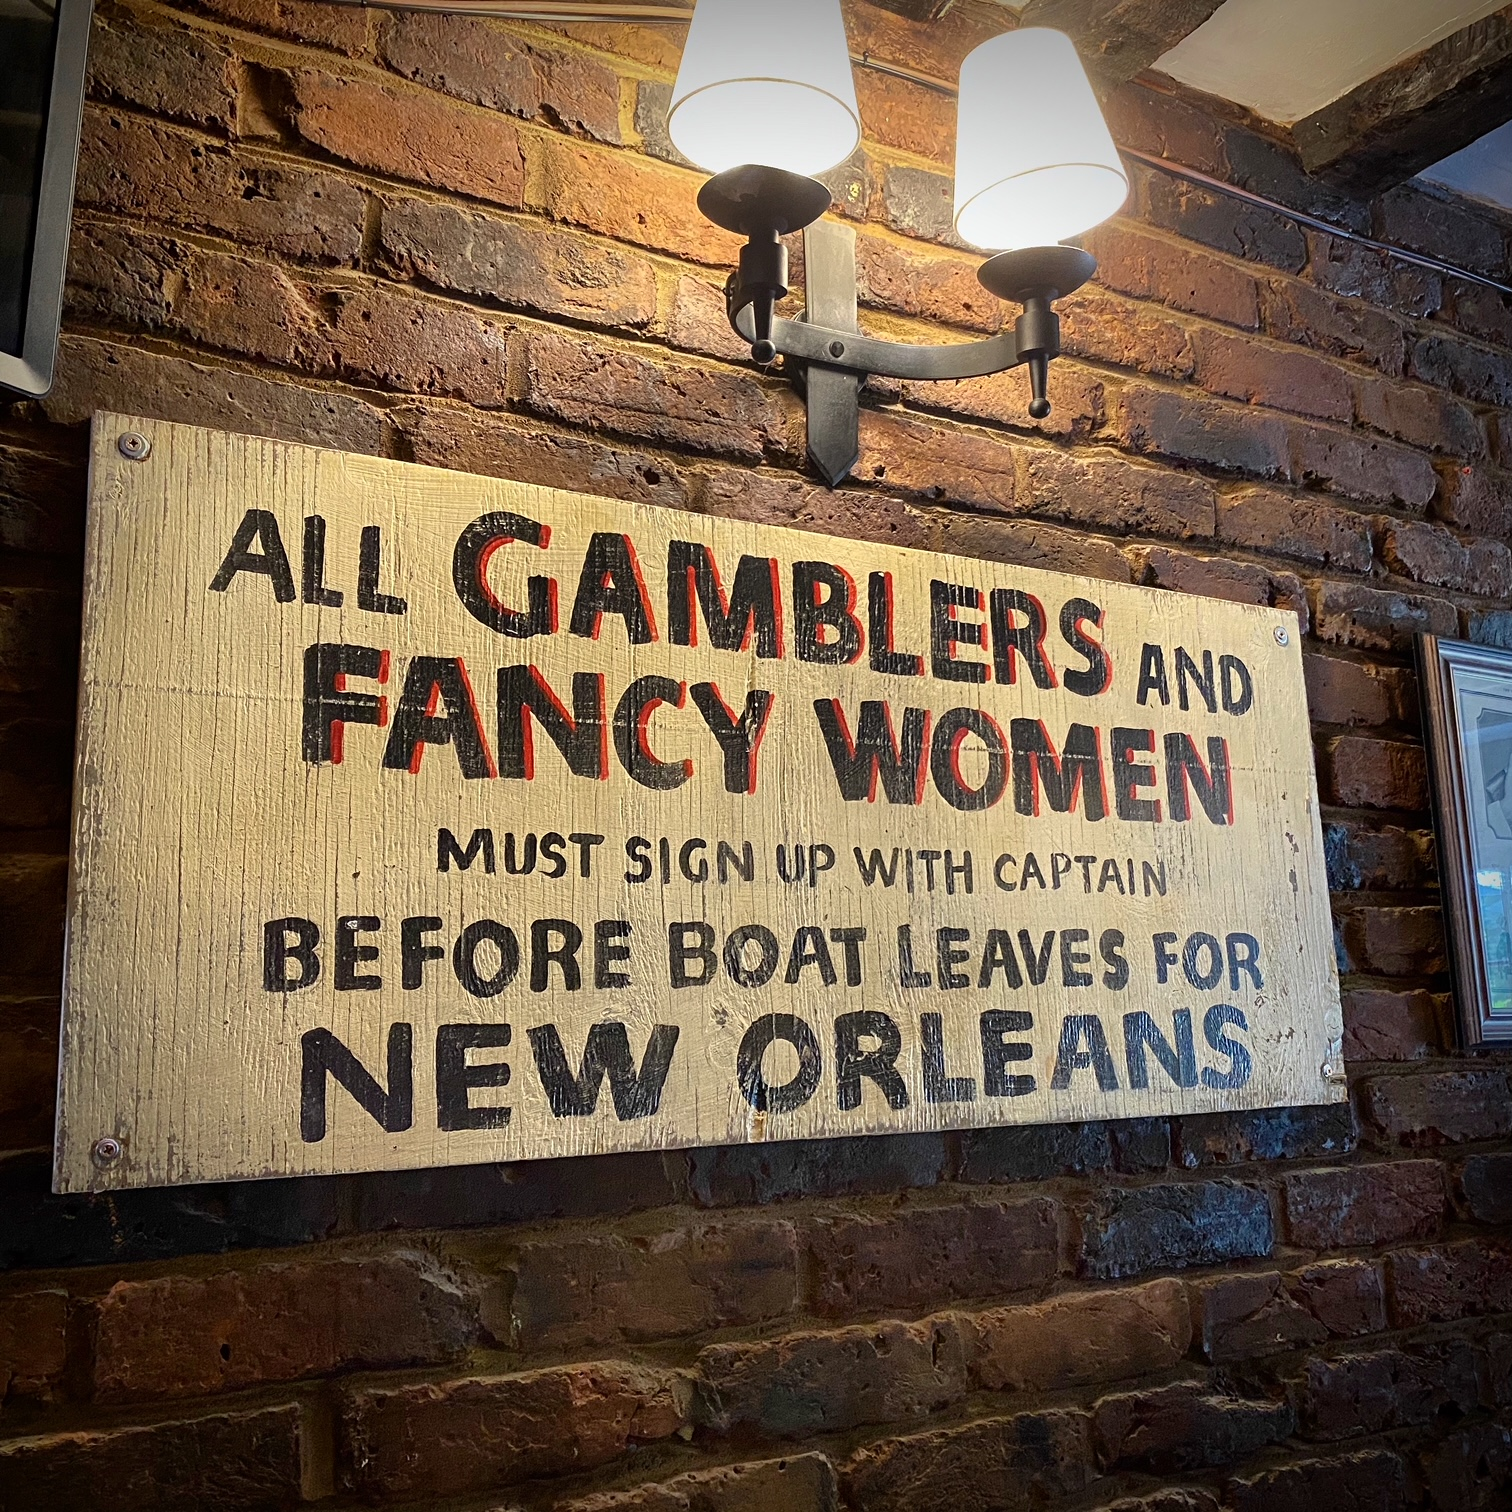 ALL GAMBLERS AND
FANCY WOMEN
MUST SIGN UP WITH CAPTAIN
BEFORE BOAT LEAVES FOR
NEW ORLEANS